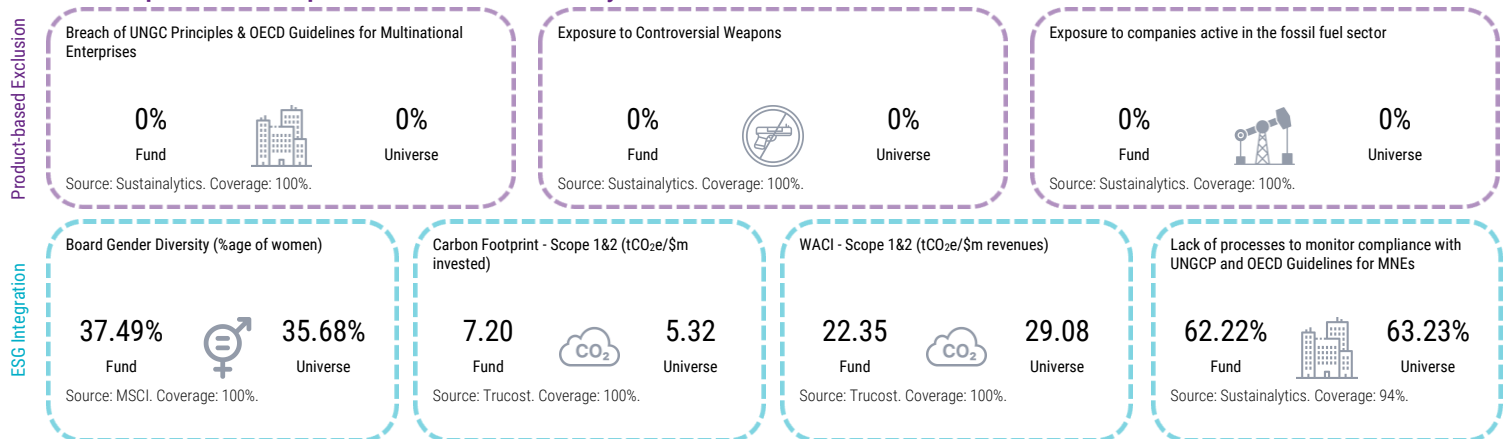 Product-based Exclusion
Breach of UNGC Principles & OECD Guidelines for Multinational
Enterprises
0%
Fund
0%
Universe
Source: Sustainalytics. Coverage: 100%.
Exposure to Controversial Weapons
0%
Fund
0%
Universe
Source: Sustainalytics. Coverage: 100%.
Exposure to companies active in the fossil fuel sector
0%
Fund
0%
Universe
Source: Sustainalytics. Coverage: 100%.
ESG Integration
Board Gender Diversity (%age of women)
37.49%
Fund
35.68%
Universe
Source: MSCI. Coverage: 100%.
Carbon Footprint - Scope 1&2 (tCO₂e/$m
invested)
7.20
Fund
CO₂
5.32
Universe
Source: Trucost. Coverage: 100%.
WACI - Scope 1&2 (tCO₂e/$m revenues)
22.35
Fund
CO₂
29.08
Universe
Source: Trucost. Coverage: 100%.
Lack of processes to monitor compliance with
UNGCP and OECD Guidelines for MNEs
62.22%
Fund
63.23%
Universe
Source: Sustainalytics. Coverage: 94%.